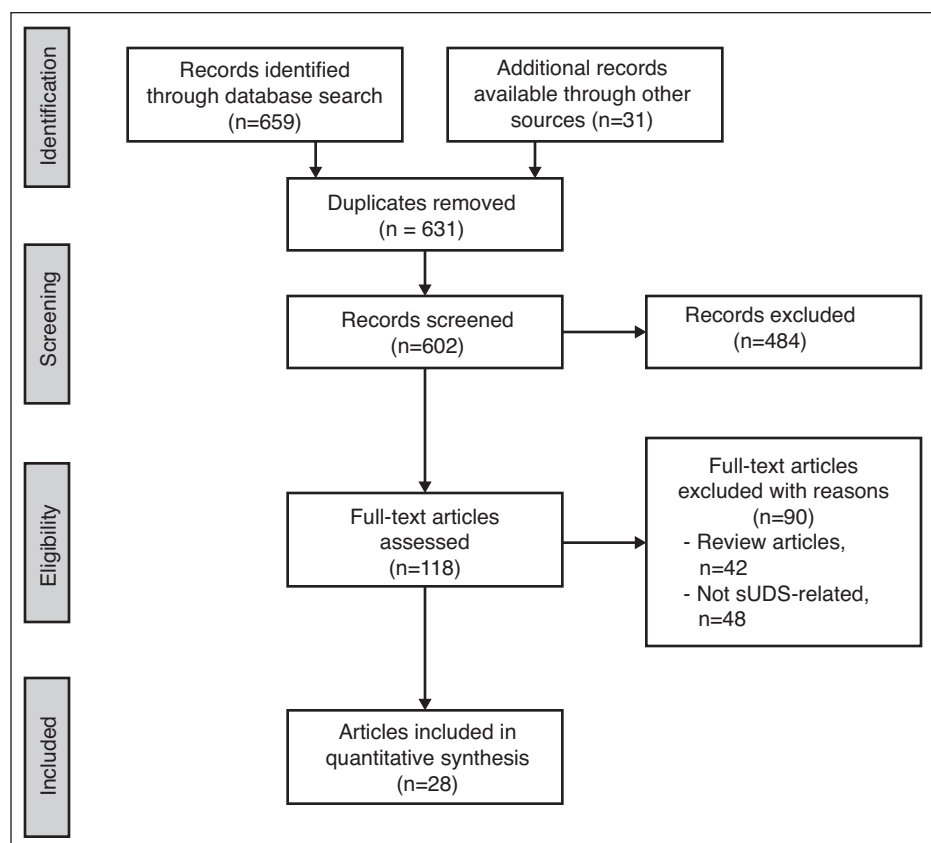 Identification
Records identified
through database search
(n=659)
Additional records
available through other
sources (n=31)
Duplicates removed
(n = 631)
Screening
Records screened
(n=602)
Records excluded
(n=484)
Eligibility
Full-text articles
assessed
(n=118)
Full-text articles
excluded with reasons
(n=90)
- Review articles,
n=42
- Not sUDS-related,
n=48
Included
Articles included in
quantitative synthesis
(n=28)